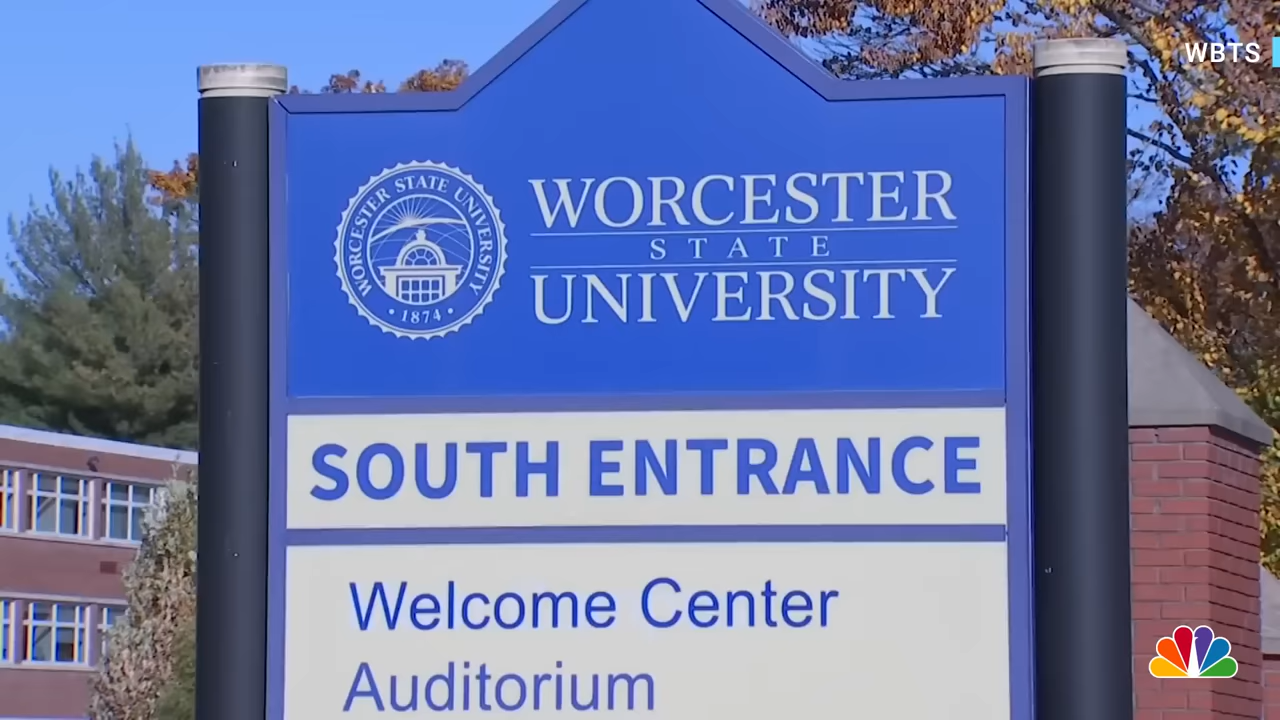 WBTS
WORCESTER STATE UNIVERSITY
• 1874 •
WORCESTER
STATE
UNIVERSITY
SOUTH ENTRANCE
Welcome Center
Auditorium